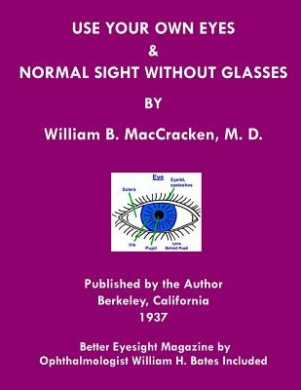 USE YOUR OWN EYES
&
NORMAL SIGHT WITHOUT GLASSES
BY
William B. MacCracken, M. D.
Eye
Eyelid,
eyelashes
Sclera
Iris
Pupil
Lens
Behind Pupil
Published by the Author
Berkeley, California
1937
Better Eyesight Magazine by
Ophthalmologist William H. Bates Included